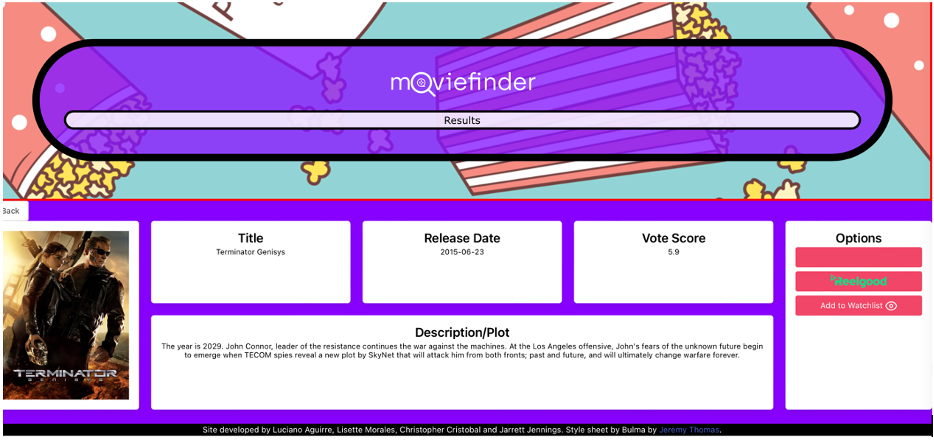 mOviefinder
Results
Back
Title
Terminator Genisys
Release Date
2015-06-23
Vote Score
5.9
Options
Reelgood
Add to Watchlist
TERMINATOR
GENISYS
Description/Plot
The year is 2029. John Connor, leader of the resistance continues the war against the machines. At the Los Angeles offensive, John's fears of the unknown future begin
to emerge when TECOM spies reveal a new plot by SkyNet that will attack him from both fronts; past and future, and will ultimately change warfare forever.
Site developed by Luciano Aguirre, Lisette Morales, Christopher Cristobal and Jarrett Jennings. Style sheet by Bulma by Jeremy Thomas.